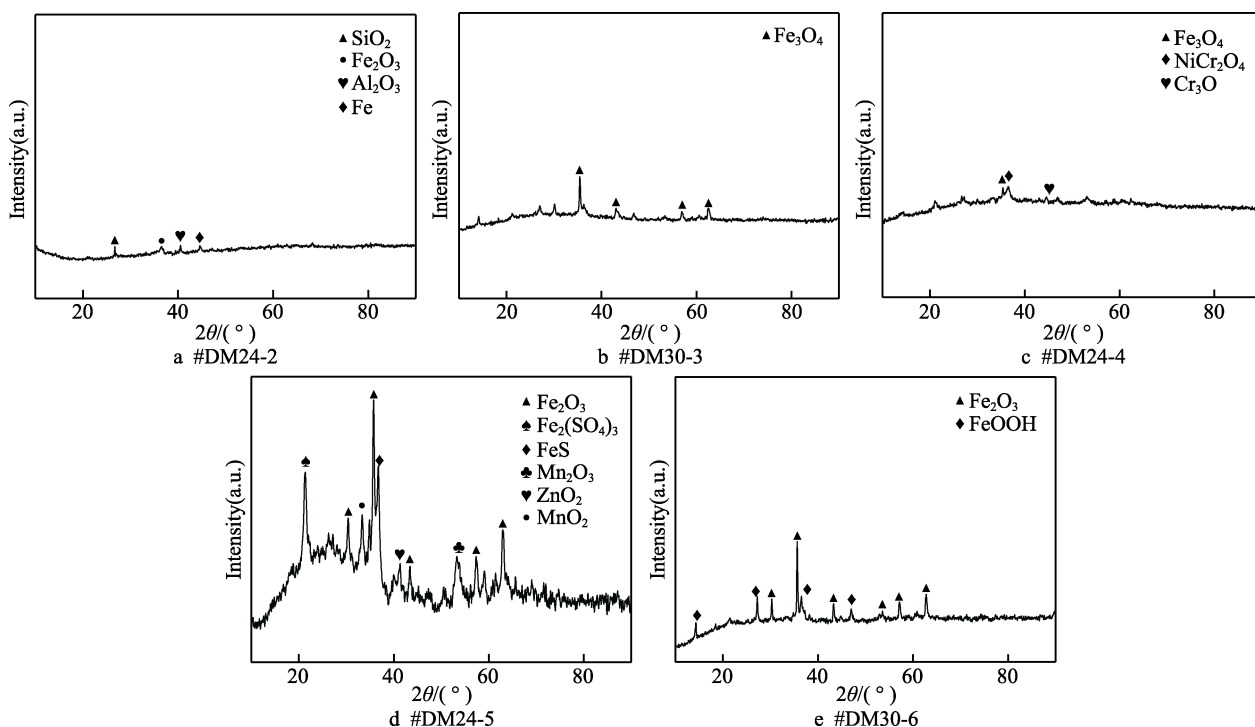 Intensity(a.u.)
▲ SiO₂
● Fe₂O₃
♥ Al₂O₃
♦ Fe
20 40 60 80
2θ/( ° )
a #DM24-2
Intensity(a.u.)
▲ Fe₃O₄
20 40 60 80
2θ/( ° )
b #DM30-3
Intensity(a.u.)
▲ Fe₃O₄
♦ NiCr₂O₄
♥ Cr₃O
20 40 60 80
2θ/( ° )
c #DM24-4
Intensity(a.u.)
▲ Fe₂O₃
♠ Fe₂(SO₄)₃
♦ FeS
♣ Mn₂O₃
♥ ZnO₂
● MnO₂
20 40 60 80
2θ/( ° )
d #DM24-5
Intensity(a.u.)
▲ Fe₂O₃
♦ FeOOH
20 40 60 80
2θ/( ° )
e #DM30-6